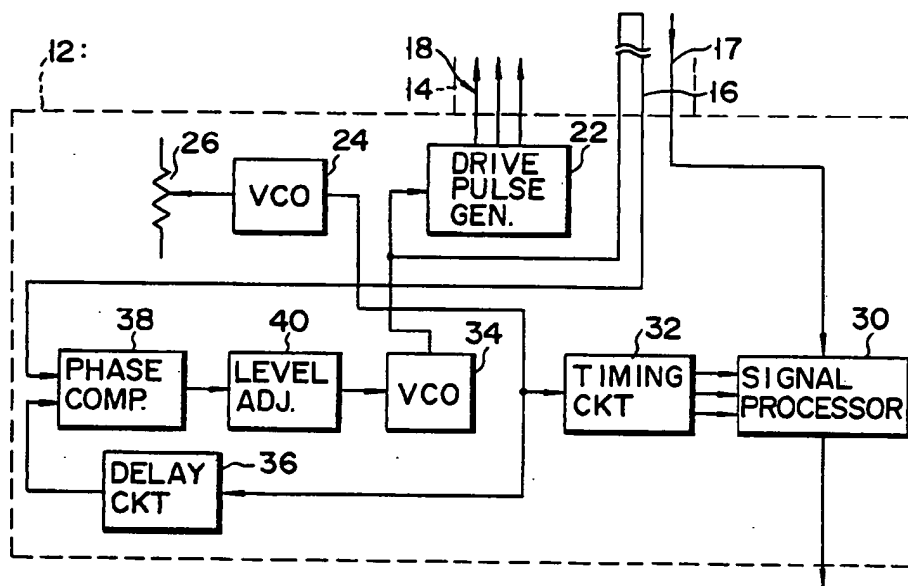 12:
18
14
17
16
26
24
VCO
22
DRIVE
PULSE
GEN.
38
PHASE
COMP.
40
LEVEL
ADJ.
34
VCO
32
TIMING
CKT
30
SIGNAL
PROCESSOR
36
DELAY
CKT